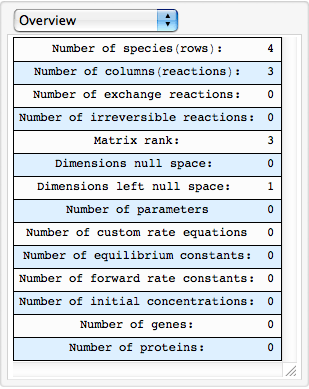 Overview
Number of species(rows): 4
Number of columns(reactions): 3
Number of exchange reactions: 0
Number of irreversible reactions: 0
Matrix rank: 3
Dimensions null space: 0
Dimensions left null space: 1
Number of parameters 0
Number of custom rate equations 0
Number of equilibrium constants: 0
Number of forward rate constants: 0
Number of initial concentrations: 0
Number of genes: 0
Number of proteins: 0